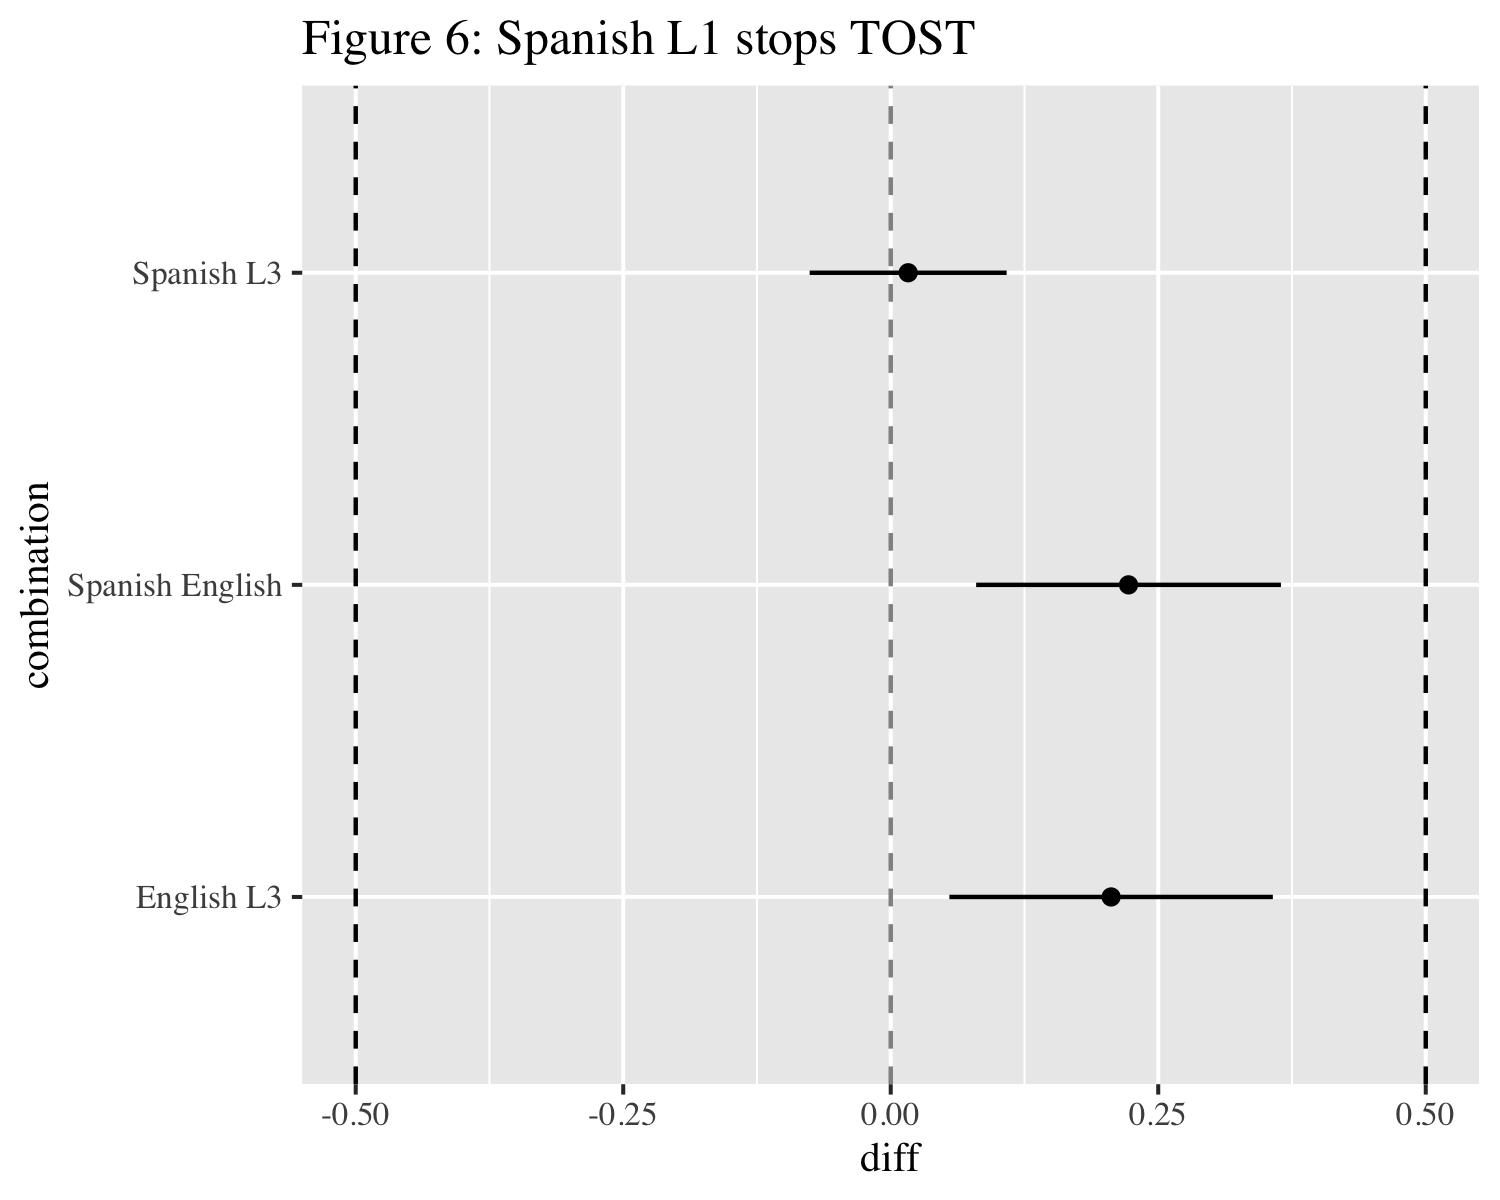 Figure 6: Spanish L1 stops TOST
combination
Spanish L3
Spanish English
English L3
-0.50
-0.25
0.00
0.25
0.50
diff